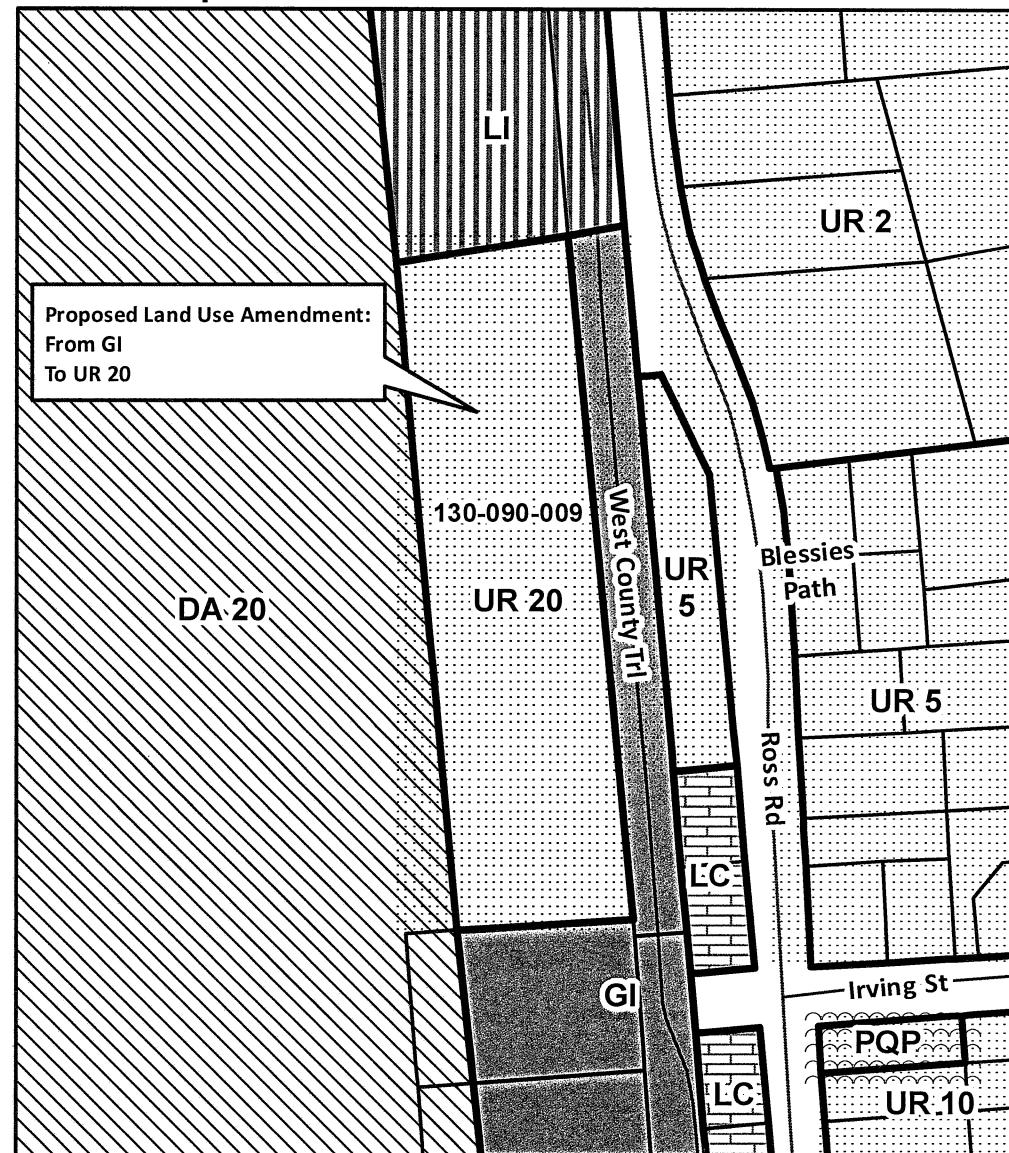 LI
UR 2
Proposed Land Use Amendment:
From GI
To UR 20
130-090-009
West County Trl
UR
5
Blessies
Path
DA 20
UR 20
UR 5
Ross Rd
LC
GI
Irving St
PQP
LC
UR 10